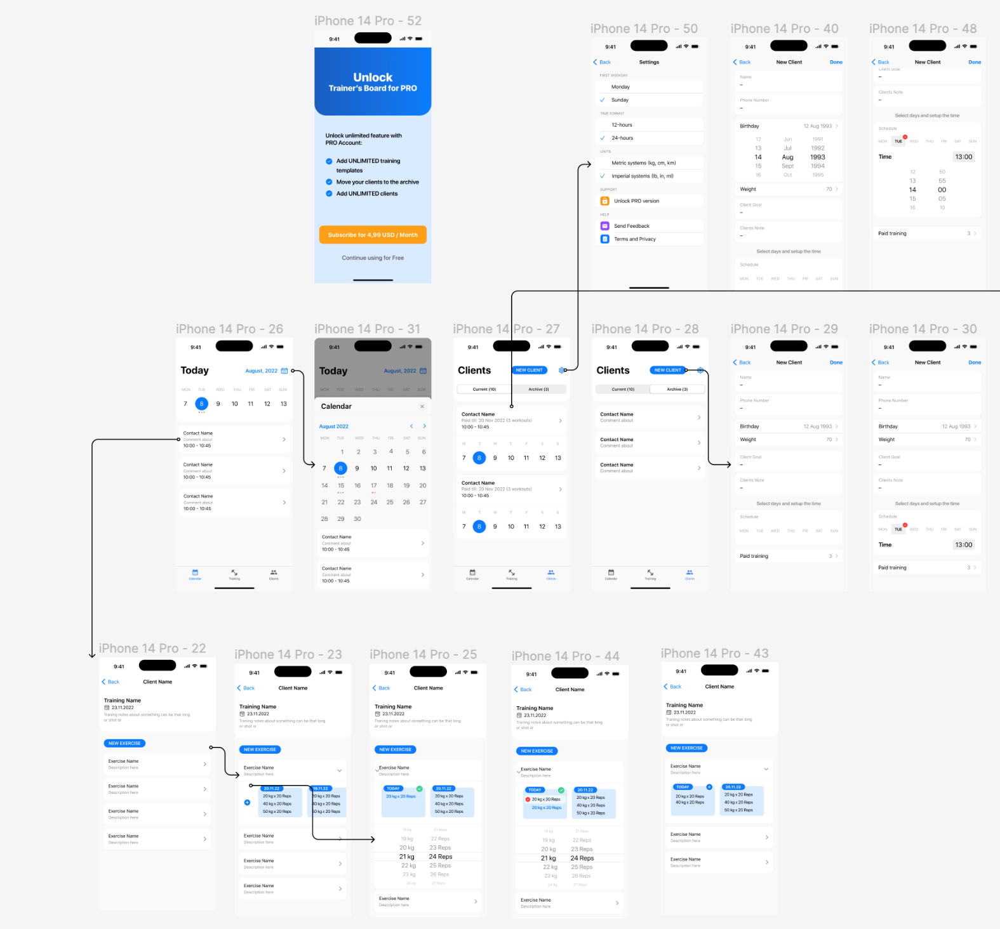 iPhone 14 Pro - 52
9:41
Unlock
Trainer's Board for PRO
Unlock unlimited feature with
PRO Account:
Add UNLIMITED training
templates
Move your clients to the archive
Add UNLIMITED clients
Subscribe for 4,99 USD / Month
Continue using for Free
iPhone 14 Pro - 50
9:41
Back Settings
FIRST WEEKDAY
Monday
Sunday
TIME FORMAT
12-hours
24-hours
UNITS
Metric systems (kg, cm, km)
Imperial systems (lb, in, ml)
SUPPORT
Unlock PRO version
HELP
Send Feedback
Terms and Privacy
iPhone 14 Pro - 40
9:41
Back New Client Done
Name
–
Phone Number
–
Birthday 12 Aug 1993
12 Jun 1991
13 Jul 1992
14 Aug 1993
15 Sept 1994
16 Oct 1995
Weight 70
Client Goal
–
Clients Note
–
Select days and setup the time
Schedule
MON TUE WED THU FRI SAT SUN
iPhone 14 Pro - 48
9:41
Back New Client Done
Client Goal
–
Clients Note
–
Select days and setup the time
Schedule
MON TUE WED THU FRI SAT SUN
Time 13:00
12 50
13 55
14 00
15 05
16 10
Paid training 3
iPhone 14 Pro - 26
9:41
Today August, 2022
MON TUE WED THU FRI SAT SUN
7 8 9 10 11 12 13
Contact Name
Comment about
10:00 - 10:45
Contact Name
Comment about
10:00 - 10:45
Contact Name
Comment about
10:00 - 10:45
Calendar Training Clients
iPhone 14 Pro - 31
9:41
Today August, 2022
MON TUE WED THU FRI SAT SUN
Calendar
August 2022
MON TUE WED THU FRI SAT SUN
1 2 3 4 5 6
7 8 9 10 11 12 13
14 15 16 17 18 19 20
21 22 23 24 25 26 27
28 29 30
Contact Name
Comment about
10:00 - 10:45
Contact Name
Comment about
10:00 - 10:45
iPhone 14 Pro - 27
9:41
Clients NEW CLIENT
Current (10) Archive (3)
Contact Name
Paid till: 20 Nov 2022 (3 workouts)
10:00 - 10:45
M T W T F S S
7 8 9 10 11 12 13
Contact Name
Paid till: 20 Nov 2022 (3 workouts)
10:00 - 10:45
M T W T F S S
7 8 9 10 11 12 13
Calendar Training Clients
iPhone 14 Pro - 28
9:41
Clients NEW CLIENT
Current (10) Archive (3)
Contact Name
Comment about
Contact Name
Comment about
Contact Name
Comment about
Calendar Training Clients
iPhone 14 Pro - 29
9:41
Back New Client Done
Name
–
Phone Number
–
Birthday 12 Aug 1993
Weight 70
Client Goal
–
Clients Note
–
Select days and setup the time
Schedule
MON TUE WED THU FRI SAT SUN
Paid training 3
iPhone 14 Pro - 30
9:41
Back New Client Done
Name
–
Phone Number
–
Birthday 12 Aug 1993
Weight 70
Client Goal
–
Clients Note
–
Select days and setup the time
Schedule
MON TUE WED THU FRI SAT SUN
Time 13:00
Paid training 3
iPhone 14 Pro - 22
9:41
Back Client Name
Training Name
23.11.2022
Traning notes about something can be that long
or shot or
NEW EXERCISE
Exercise Name
Description here
Exercise Name
Description here
Exercise Name
Description here
Exercise Name
Description here
iPhone 14 Pro - 23
9:41
Back Client Name
Training Name
23.11.2022
Traning notes about something can be that long
or shot or
NEW EXERCISE
Exercise Name
Description here
20.11.22 19.11.22
20 kg x 20 Reps 20 kg x 20 Reps
40 kg x 20 Reps 40 kg x 20 Reps
50 kg x 20 Reps 50 kg x 20 Reps
Exercise Name
Description here
Exercise Name
Description here
Exercise Name
Description here
iPhone 14 Pro - 25
9:41
Back Client Name
Training Name
23.11.2022
Traning notes about something can be that long
or shot or
NEW EXERCISE
Exercise Name
Description here
TODAY 20.11.22
20 kg x 20 Reps 20 kg x 20 Reps
40 kg x 20 Reps
50 kg x 20 Reps
18 kg 21 Reps
19 kg 22 Reps
20 kg 23 Reps
21 kg 24 Reps
22 kg 25 Reps
23 kg 26 Reps
24 kg 27 Reps
Exercise Name
Description here
iPhone 14 Pro - 44
9:41
Back Client Name
Training Name
23.11.2022
Traning notes about something can be that long
or shot or
NEW EXERCISE
Exercise Name
Description here
TODAY 20.11.22
20 kg x 20 Reps 20 kg x 20 Reps
20 kg x 20 Reps 40 kg x 20 Reps
50 kg x 20 Reps
18 kg 21 Reps
19 kg 22 Reps
20 kg 23 Reps
21 kg 24 Reps
22 kg 25 Reps
23 kg 26 Reps
24 kg 27 Reps
Exercise Name
Description here
iPhone 14 Pro - 43
9:41
Back Client Name
Training Name
23.11.2022
Traning notes about something can be that long
or shot or
NEW EXERCISE
Exercise Name
Description here
TODAY 20.11.22
20 kg x 20 Reps 20 kg x 20 Reps
40 kg x 20 Reps 40 kg x 20 Reps
50 kg x 20 Reps
Exercise Name
Description here
Exercise Name
Description here